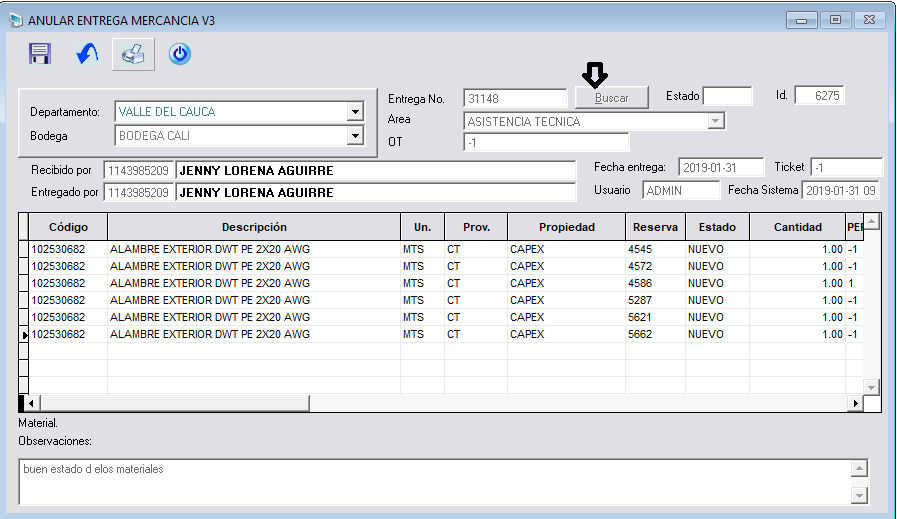 ANULAR ENTREGA MERCANCIA V3
Departamento: VALLE DEL CAUCA
Bodega BODEGA CALI
Entrega No. 31148 Buscar Estado Id. 6275
Area ASISTENCIA TECNICA
OT -1
Recibido por 1143985209 JENNY LORENA AGUIRRE Fecha entrega: 2019-01-31 Ticket -1
Entregado por 1143985209 JENNY LORENA AGUIRRE Usuario ADMIN Fecha Sistema 2019-01-31 09
Código Descripción Un. Prov. Propiedad Reserva Estado Cantidad PEI
102530682 ALAMBRE EXTERIOR DWT PE 2X20 AWG MTS CT CAPEX 4545 NUEVO 1.00 -1
102530682 ALAMBRE EXTERIOR DWT PE 2X20 AWG MTS CT CAPEX 4572 NUEVO 1.00 -1
102530682 ALAMBRE EXTERIOR DWT PE 2X20 AWG MTS CT CAPEX 4586 NUEVO 1.00 1
102530682 ALAMBRE EXTERIOR DWT PE 2X20 AWG MTS CT CAPEX 5287 NUEVO 1.00 -1
102530682 ALAMBRE EXTERIOR DWT PE 2X20 AWG MTS CT CAPEX 5621 NUEVO 1.00 -1
102530682 ALAMBRE EXTERIOR DWT PE 2X20 AWG MTS CT CAPEX 5662 NUEVO 1.00 -1
Material.
Observaciones:
buen estado d elos materiales